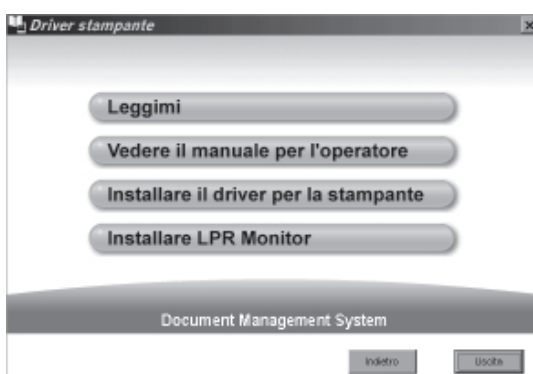 Driver stampante
Leggimi
Vedere il manuale per l'operatore
Installare il driver per la stampante
Installare LPR Monitor
Document Management System
Indietro
Uscita